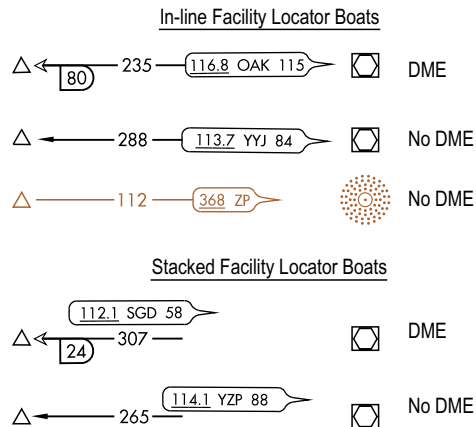 In-line Facility Locator Boats
235 116.8 OAK 115 DME
80
288 113.7 YYJ 84 No DME
112 368 ZP No DME
Stacked Facility Locator Boats
112.1 SGD 58
307 DME
24
114.1 YZP 88
265 No DME